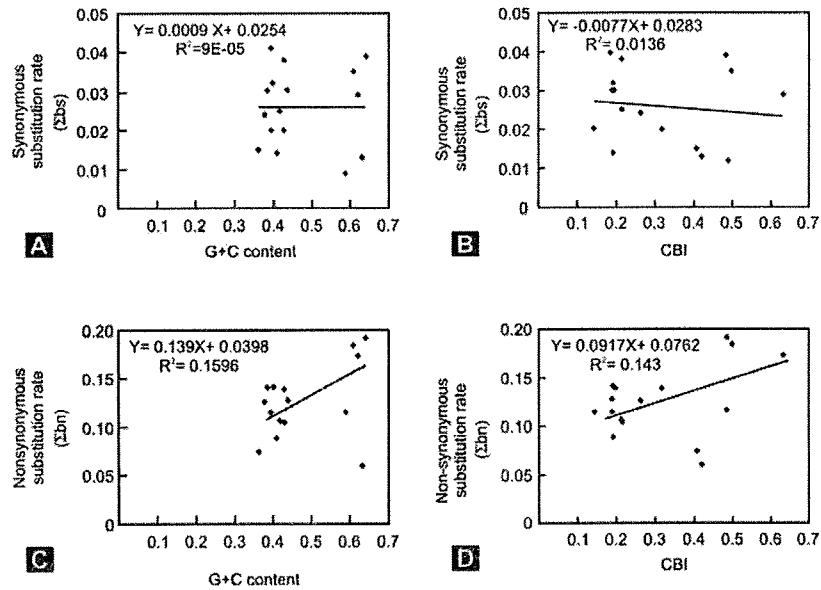 Y= 0.0009 X+ 0.0254
R²=9E-05
Synonymous
substitution rate
(Σbs)
0.05
0.04
0.03
0.02
0.01
0
0.1 0.2 0.3 0.4 0.5 0.6 0.7
G+C content
A
Y= -0.0077X+ 0.0283
R²= 0.0136
Synonymous
substitution rate
(Σbs)
0.05
0.04
0.03
0.02
0.01
0
0.1 0.2 0.3 0.4 0.5 0.6 0.7
CBI
B
Y= 0.139X+ 0.0398
R²= 0.1596
Nonsynonymous
substitution rate
(Σbn)
0.20
0.15
0.10
0.05
0
0.1 0.2 0.3 0.4 0.5 0.6 0.7
G+C content
C
Y= 0.0917X+ 0.0762
R²= 0.143
Non-synonymous
substitution rate
(Σbn)
0.20
0.15
0.10
0.05
0
0.1 0.2 0.3 0.4 0.5 0.6 0.7
CBI
D